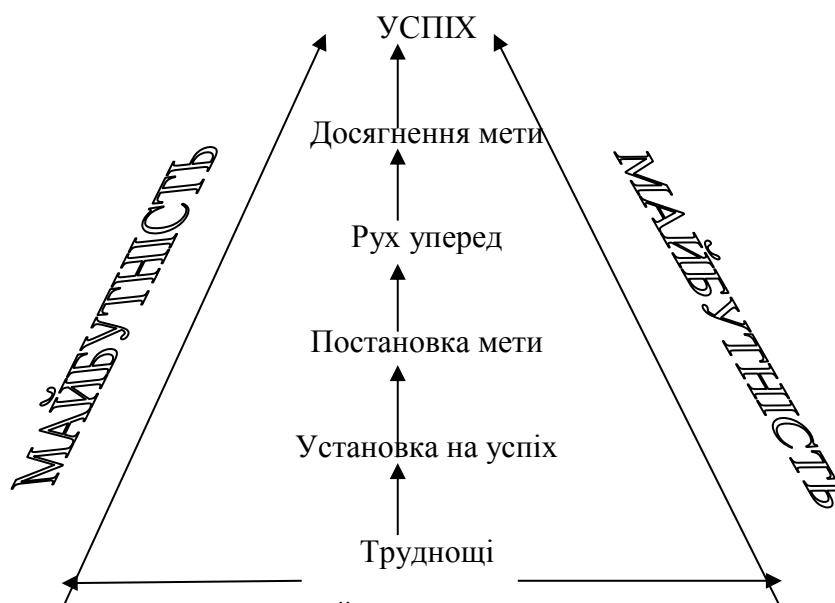 УСПІХ
Досягнення мети
Рух уперед
Постановка мети
Установка на успіх
Труднощі
МАЙБУТНІСТЬ
МАЙБУТНІСТЬ